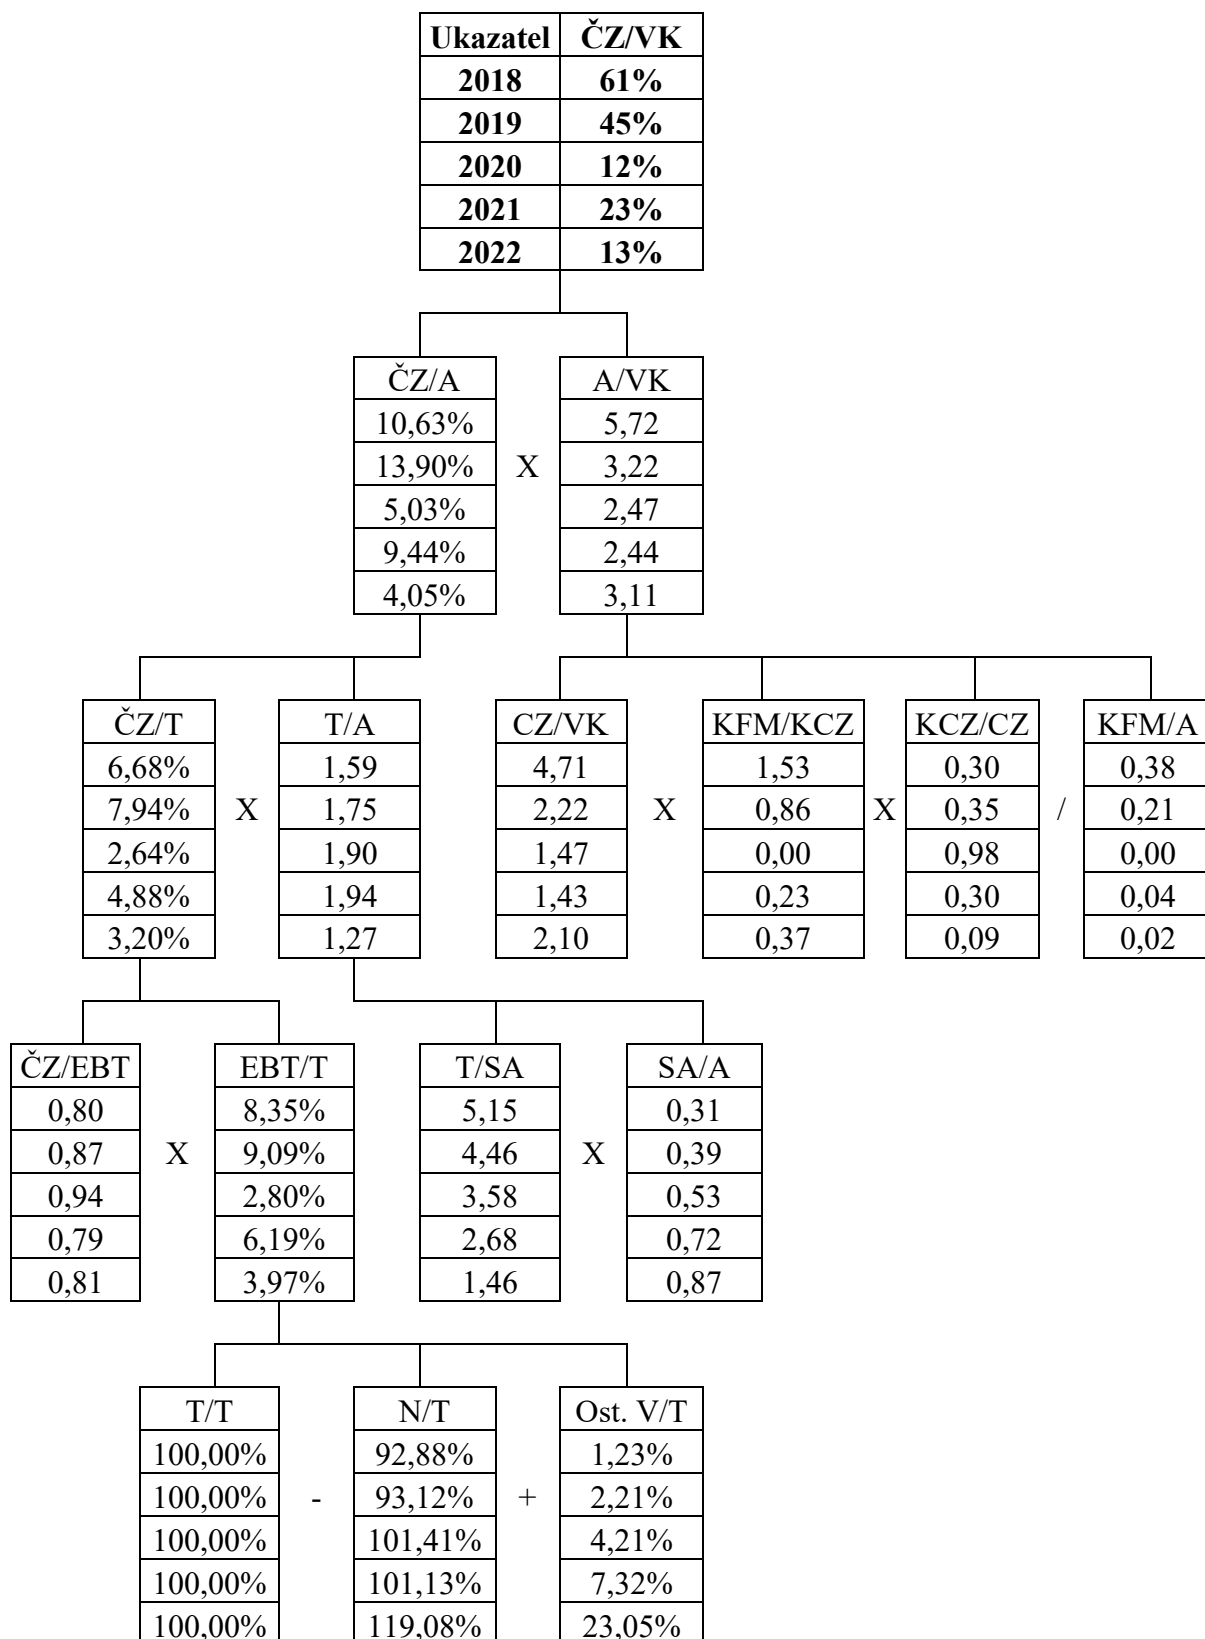 Ukazatel ČZ/VK
2018 61%
2019 45%
2020 12%
2021 23%
2022 13%
ČZ/A A/VK
10,63% 5,72
13,90% X 3,22
5,03% 2,47
9,44% 2,44
4,05% 3,11
ČZ/T T/A CZ/VK KFM/KCZ KCZ/CZ KFM/A
6,68% 1,59 4,71 1,53 0,30 0,38
7,94% X 1,75 2,22 X 0,86 X 0,35 / 0,21
2,64% 1,90 1,47 0,00 0,98 0,00
4,88% 1,94 1,43 0,23 0,30 0,04
3,20% 1,27 2,10 0,37 0,09 0,02
ČZ/EBT EBT/T T/SA SA/A
0,80 8,35% 5,15 0,31
0,87 X 9,09% 4,46 X 0,39
0,94 2,80% 3,58 0,53
0,79 6,19% 2,68 0,72
0,81 3,97% 1,46 0,87
T/T N/T Ost. V/T
100,00% 92,88% 1,23%
100,00% - 93,12% + 2,21%
100,00% 101,41% 4,21%
100,00% 101,13% 7,32%
100,00% 119,08% 23,05%